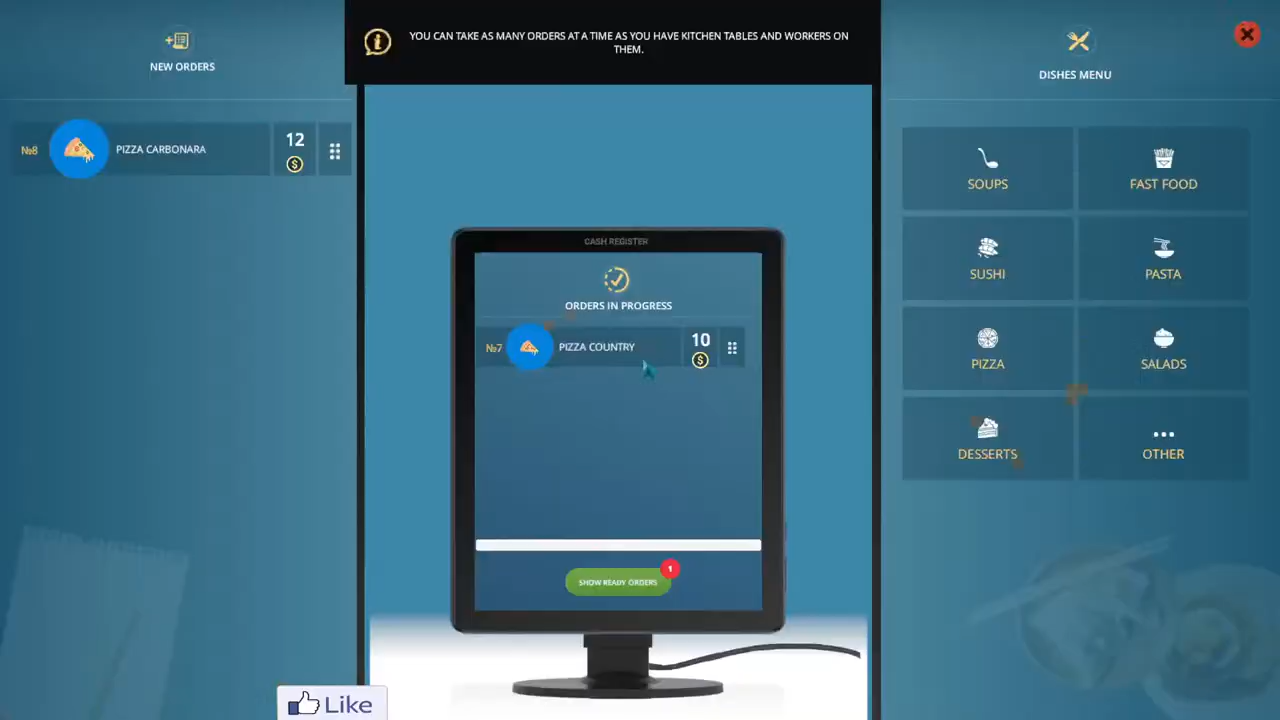 YOU CAN TAKE AS MANY ORDERS AT A TIME AS YOU HAVE KITCHEN TABLES AND WORKERS ON
THEM.
NEW ORDERS
№8
PIZZA CARBONARA
12
$
CASH REGISTER
ORDERS IN PROGRESS
№7
PIZZA COUNTRY
10
$
SHOW READY ORDERS
1
DISHES MENU
SOUPS
FAST FOOD
SUSHI
PASTA
PIZZA
SALADS
DESSERTS
OTHER
Like